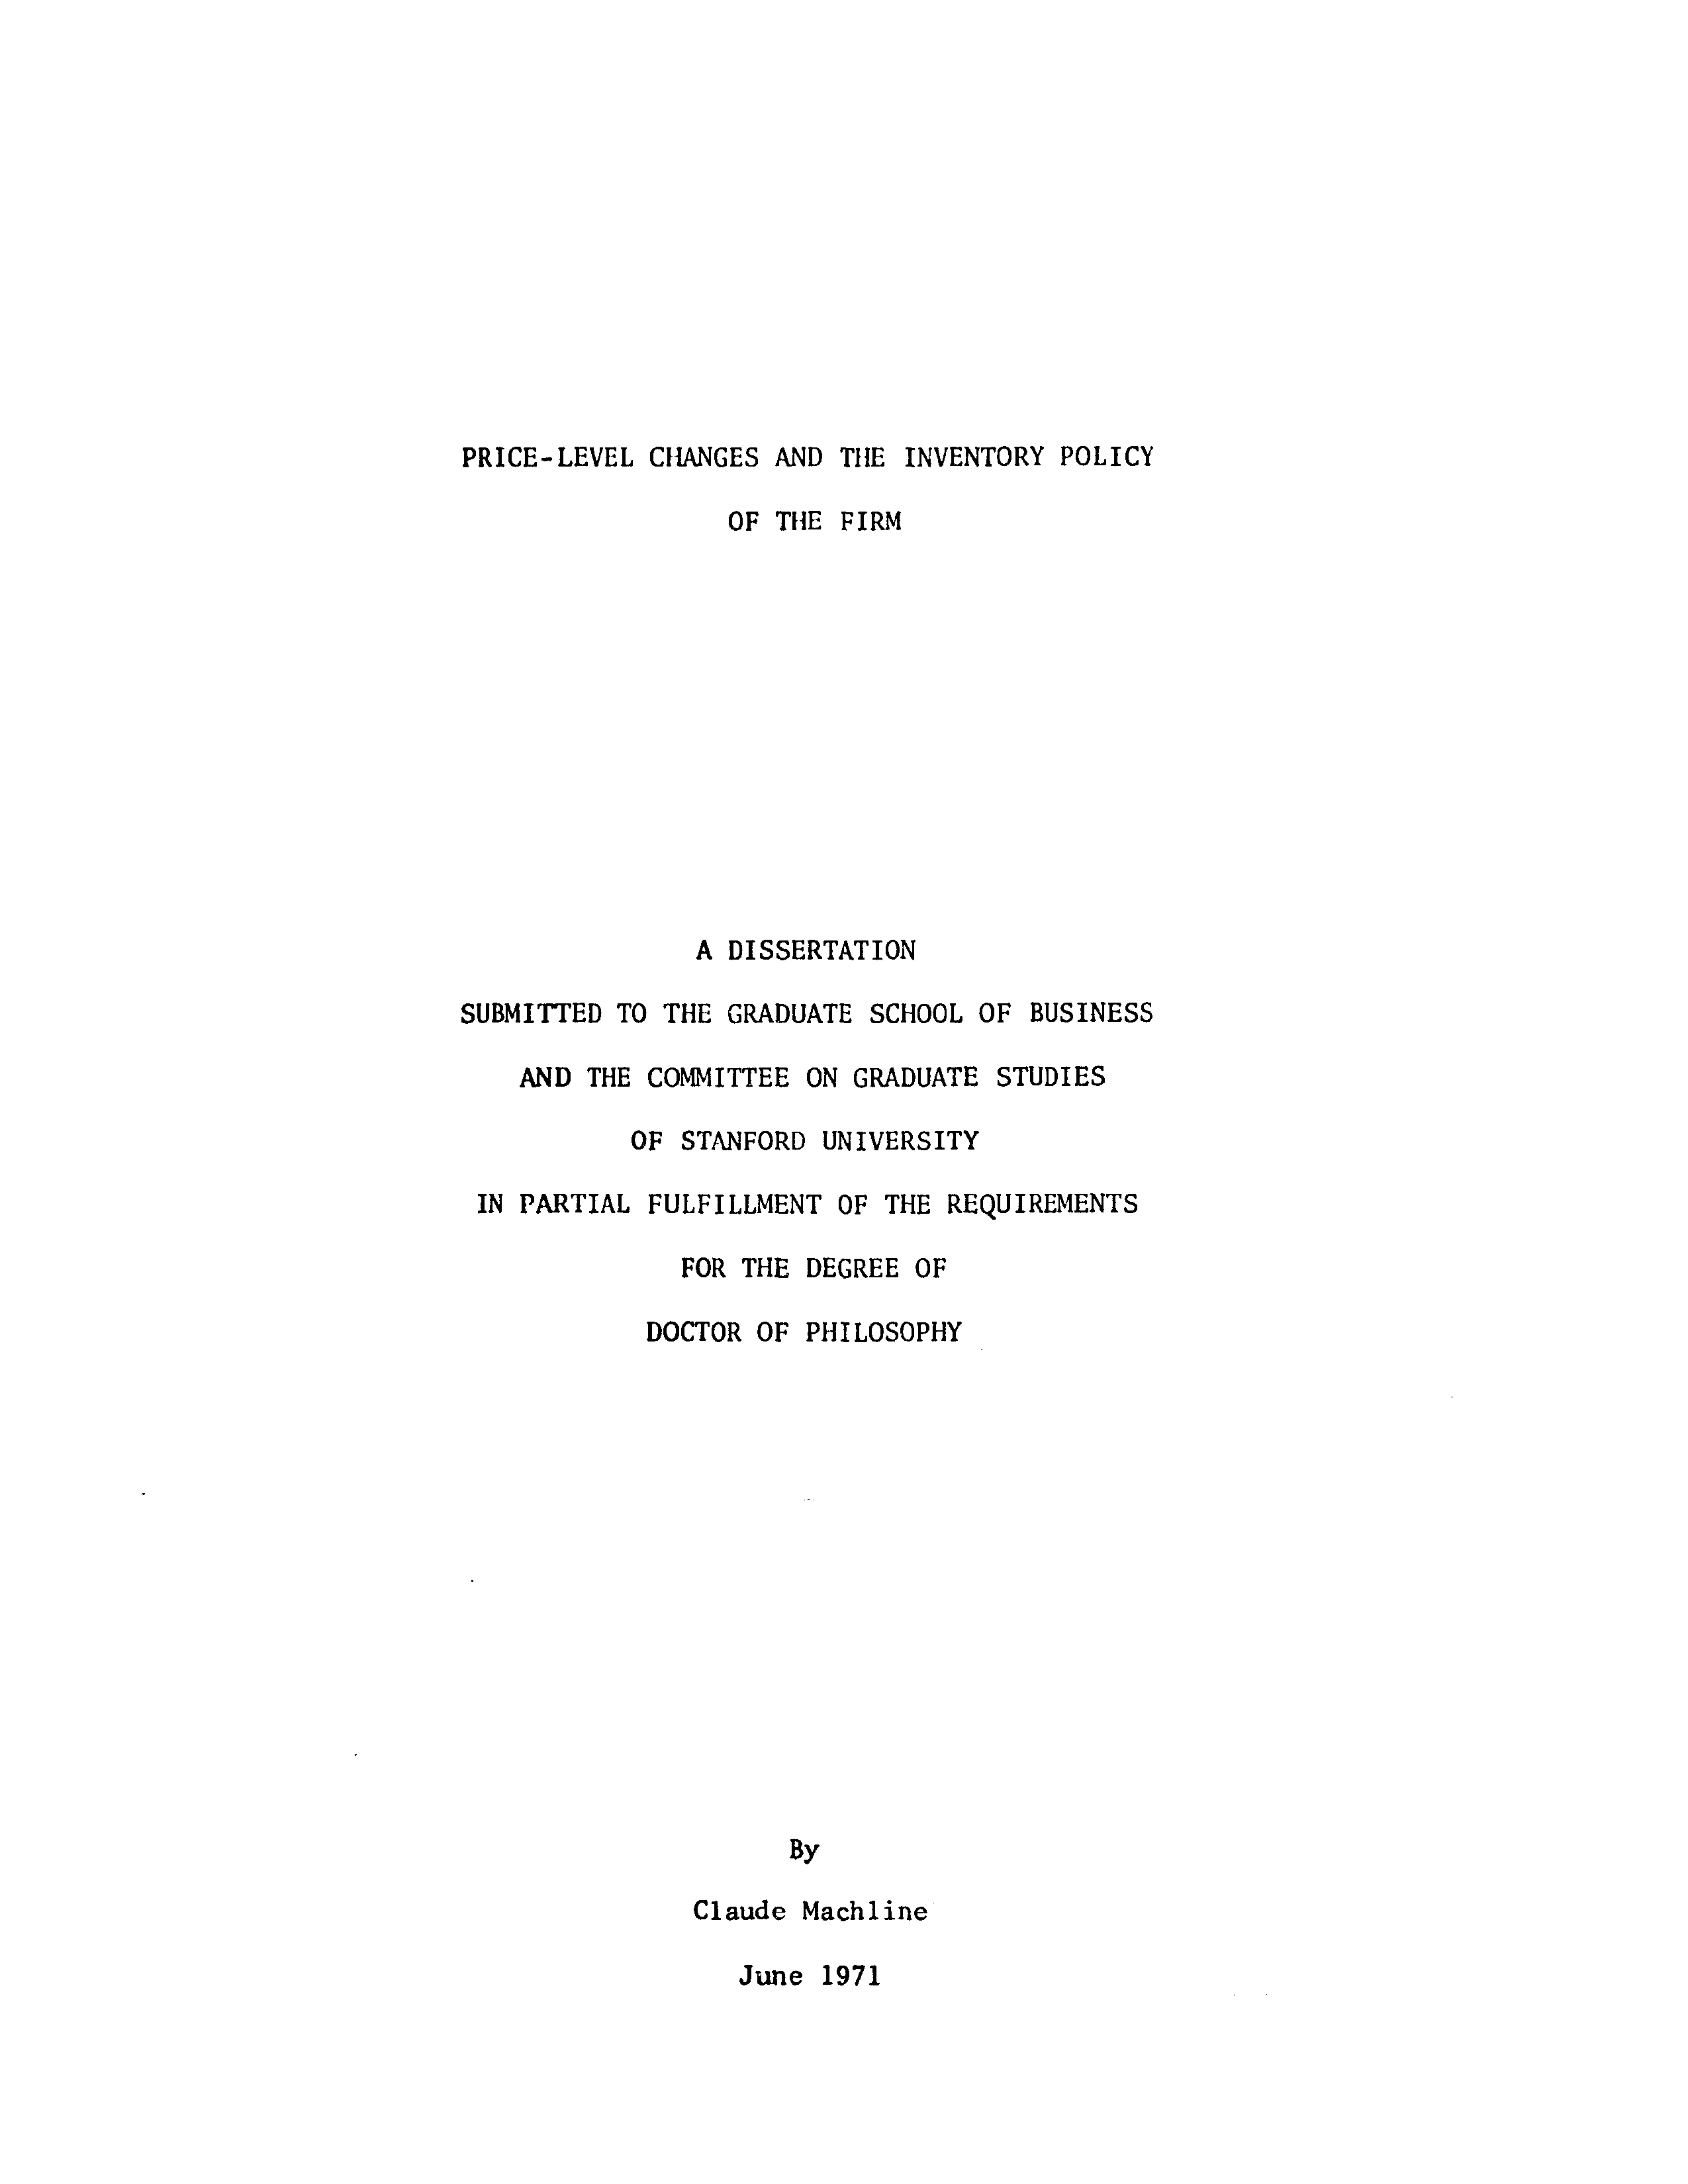 PRICE-LEVEL CHANGES AND THE INVENTORY POLICY
OF THE FIRM
A DISSERTATION
SUBMITTED TO THE GRADUATE SCHOOL OF BUSINESS
AND THE COMMITTEE ON GRADUATE STUDIES
OF STANFORD UNIVERSITY
IN PARTIAL FULFILLMENT OF THE REQUIREMENTS
FOR THE DEGREE OF
DOCTOR OF PHILOSOPHY
By
Claude Machline
June 1971